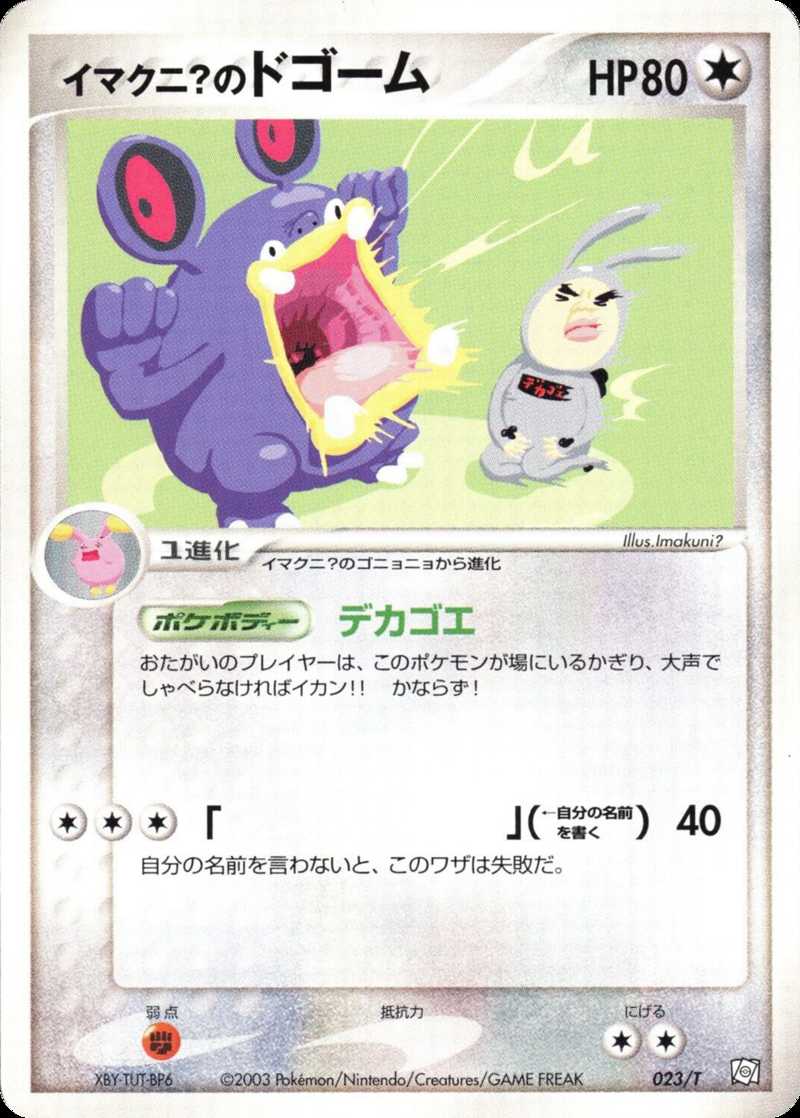 イマクニ?のドゴーム HP80
デカゴエ
Illus.Imakuni?
1進化
イマクニ?のゴニョニョから進化
ポケボディー デカゴエ
おたがいのプレイヤーは、このポケモンが場にいるかぎり、大声で
しゃべらなければイカン!! かならず!
「 」(←自分の名前を書く) 40
自分の名前を言わないと、このワザは失敗だ。
弱点 抵抗力 にげる
XBY-TUT-BP6 ©2003 Pokémon/Nintendo/Creatures/GAME FREAK 023/T